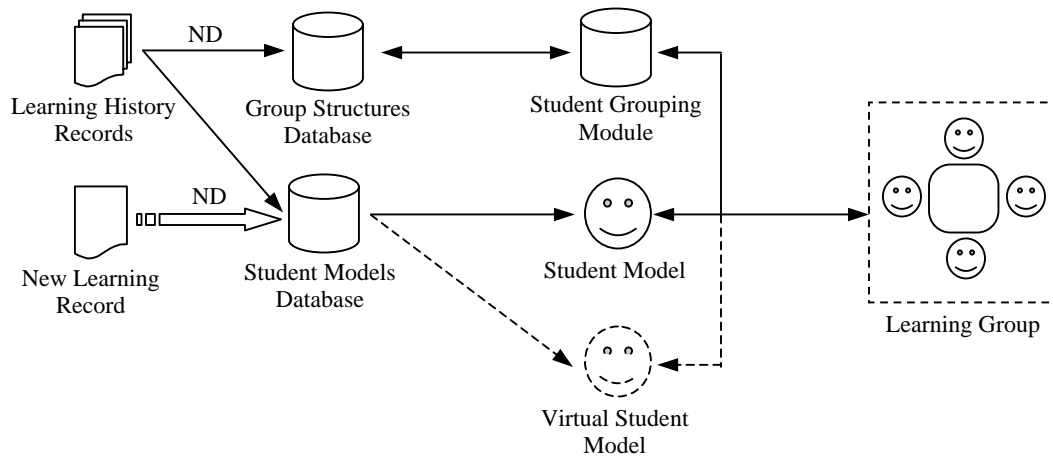 ND
Learning History
Records
Group Structures
Database
Student Grouping
Module
ND
New Learning
Record
Student Models
Database
Student Model
Learning Group
Virtual Student
Model